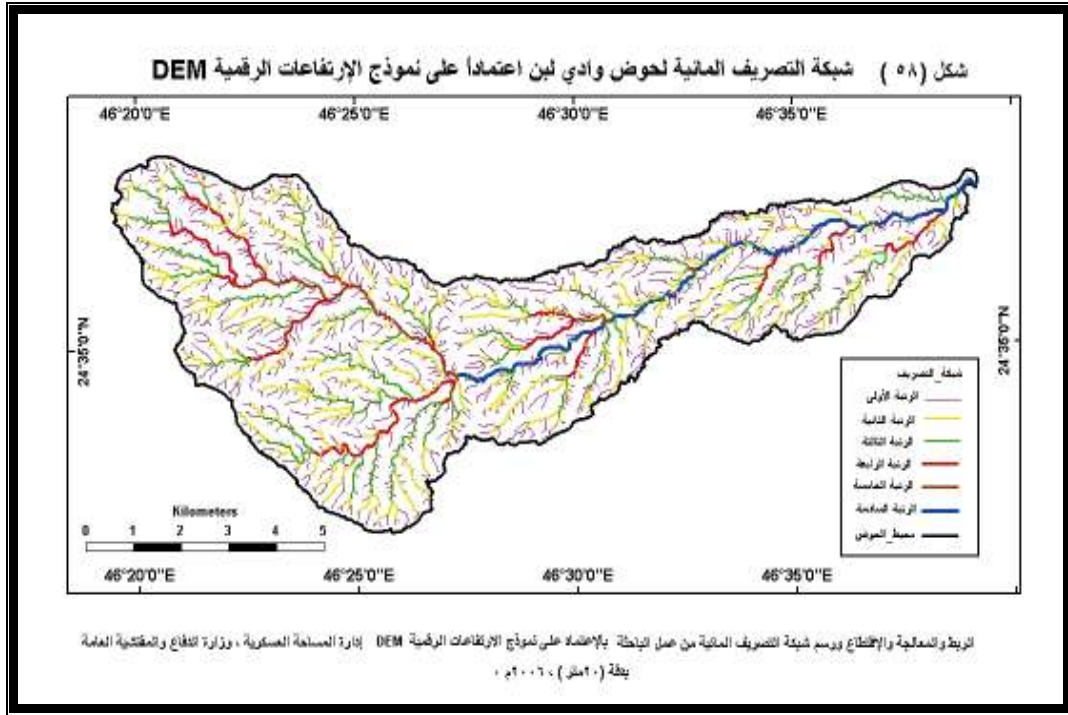 شكل (٥٨) شبكة التصريف المائية لحوض وادي لبن اعتماداً على نموذج الإرتفاعات الرقمية DEM
46°20'0"E 46°25'0"E 46°30'0"E 46°35'0"E
24°35'0"N
24°35'0"N
شبكة_التصريف
الرتبة الأولى
الرتبة الثانية
الرتبة الثالثة
الرتبة الرابعة
الرتبة الخامسة
الرتبة السادسة
محيط_الحوض
Kilometers
0 1 2 3 4 5
46°20'0"E 46°25'0"E 46°30'0"E 46°35'0"E
الربط والمعالجة والإقتطاع ورسم شبكة التصريف المائية من عمل الباحثة بالإعتماد على نموذج الارتفاعات الرقمية DEM إدارة المساحة العسكرية ، وزارة الدفاع والمفتشية العامة
بدقة (٢٠متر) ، ٢٠٠٦م .